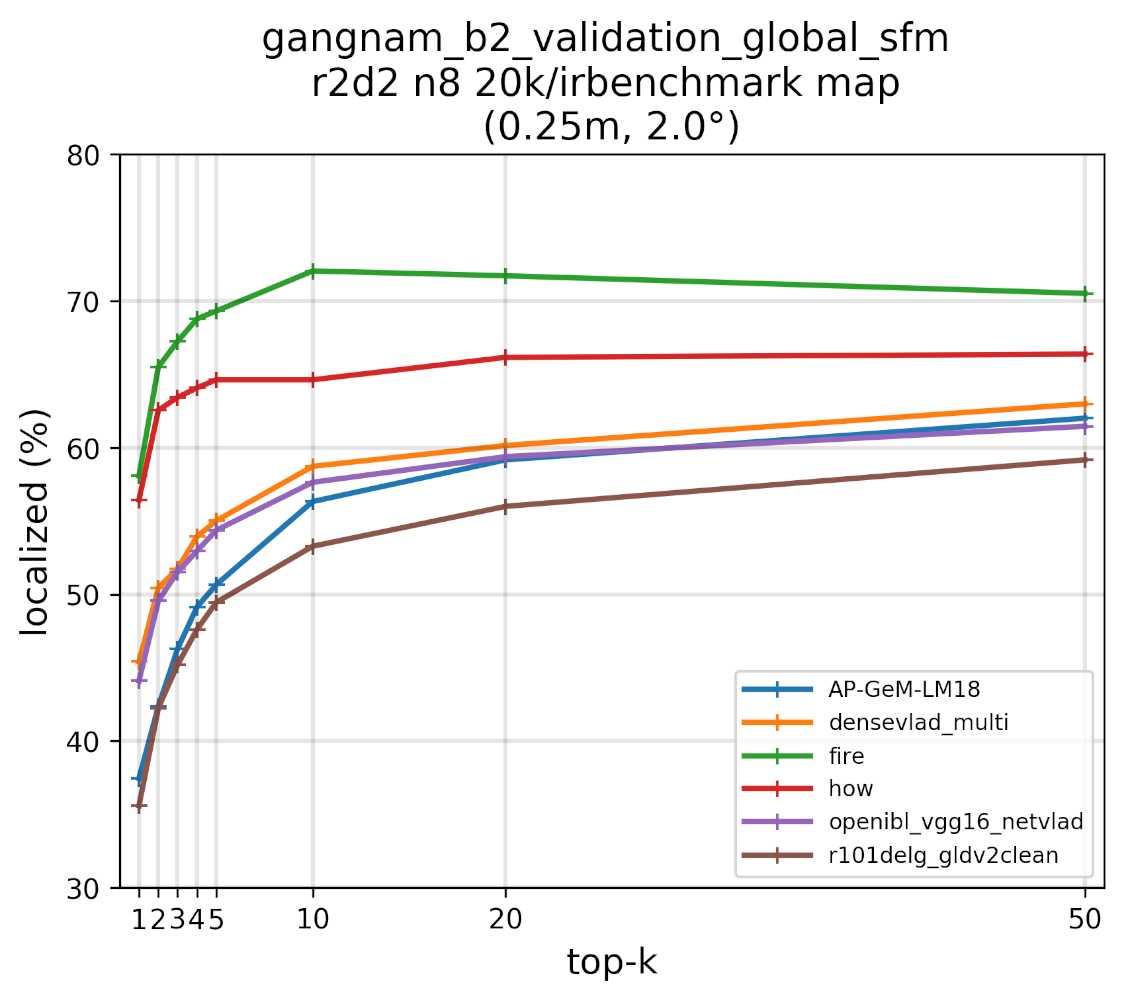 gangnam_b2_validation_global_sfm
r2d2 n8 20k/irbenchmark map
(0.25m, 2.0°)
80
70
60
50
40
30
localized (%)
AP-GeM-LM18
densevlad_multi
fire
how
openibl_vgg16_netvlad
r101delg_gldv2clean
1 2 3 4 5 10 20 50
top-k